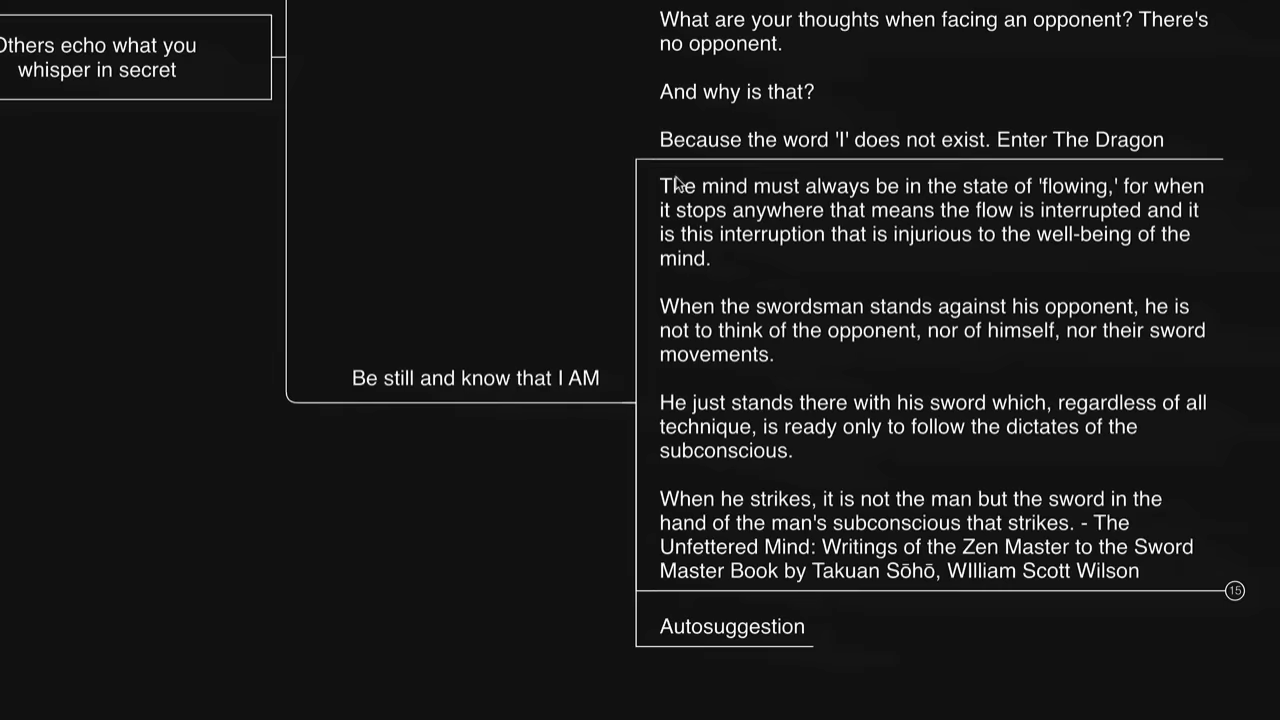 Others echo what you
whisper in secret
What are your thoughts when facing an opponent? There's
no opponent.
And why is that?
Because the word 'I' does not exist. Enter The Dragon
The mind must always be in the state of 'flowing,' for when
it stops anywhere that means the flow is interrupted and it
is this interruption that is injurious to the well-being of the
mind.
When the swordsman stands against his opponent, he is
not to think of the opponent, nor of himself, nor their sword
movements.
Be still and know that I AM
He just stands there with his sword which, regardless of all
technique, is ready only to follow the dictates of the
subconscious.
When he strikes, it is not the man but the sword in the
hand of the man's subconscious that strikes. - The
Unfettered Mind: Writings of the Zen Master to the Sword
Master Book by Takuan Sōhō, WIlliam Scott Wilson
15
Autosuggestion